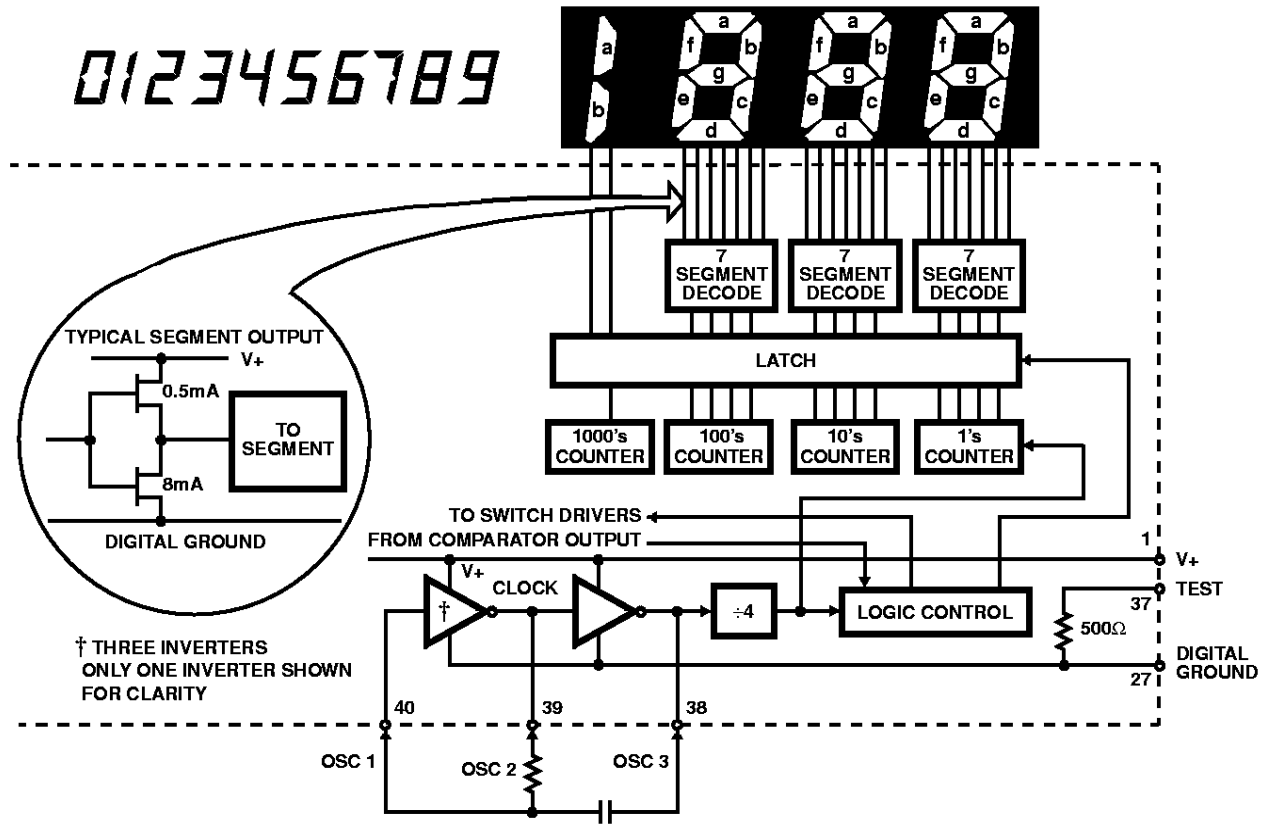 0123456789
a
b
a
f b
g
e c
d
a
f b
g
e c
d
a
f b
g
e c
d
7
SEGMENT
DECODE
7
SEGMENT
DECODE
7
SEGMENT
DECODE
LATCH
1000's
COUNTER
100's
COUNTER
10's
COUNTER
1's
COUNTER
TYPICAL SEGMENT OUTPUT
V+
0.5mA
TO
SEGMENT
8mA
DIGITAL GROUND
TO SWITCH DRIVERS
FROM COMPARATOR OUTPUT
1
V+
V+
CLOCK
†
÷4
LOGIC CONTROL
TEST
37
500Ω
DIGITAL
GROUND
27
† THREE INVERTERS
ONLY ONE INVERTER SHOWN
FOR CLARITY
40
39
38
OSC 1
OSC 2
OSC 3